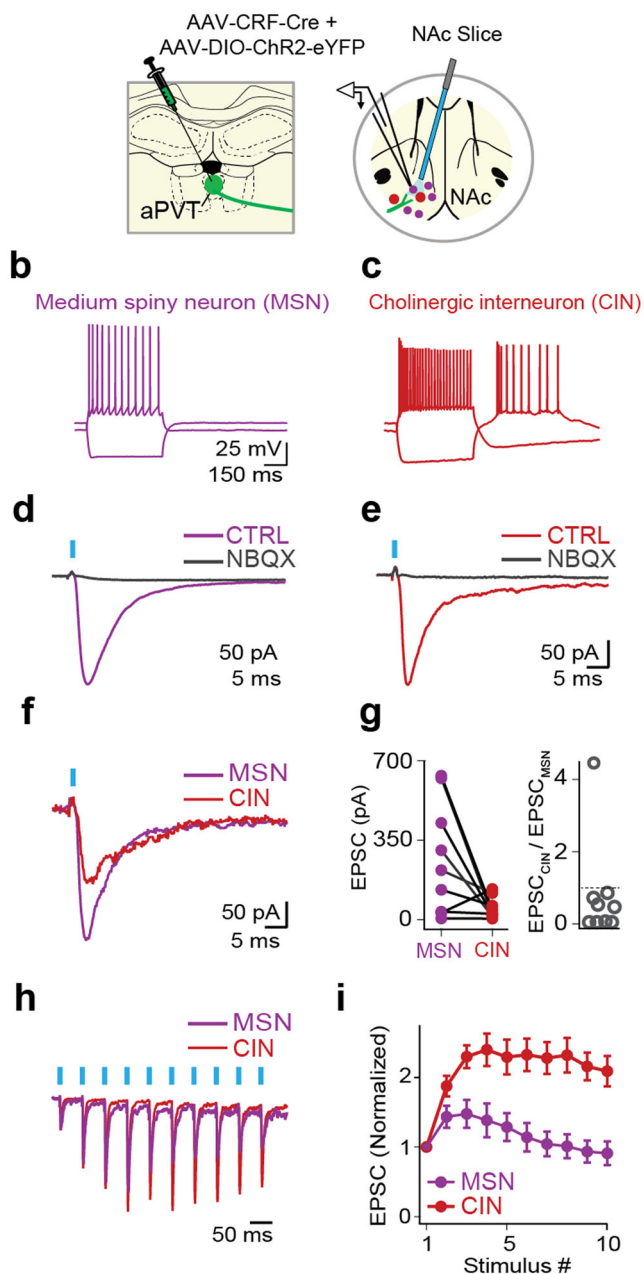 AAV-CRF-Cre +
AAV-DIO-ChR2-eYFP
NAc Slice
aPVT
NAc
b
c
Medium spiny neuron (MSN)
Cholinergic interneuron (CIN)
25 mV
150 ms
d
e
CTRL
NBQX
CTRL
NBQX
50 pA
5 ms
50 pA
5 ms
f
g
MSN
CIN
50 pA
5 ms
EPSC (pA)
700
350
0
MSN
CIN
EPSCCIN / EPSCMSN
4
2
0
h
i
MSN
CIN
50 ms
EPSC (Normalized)
2
1
0
MSN
CIN
1
5
10
Stimulus #